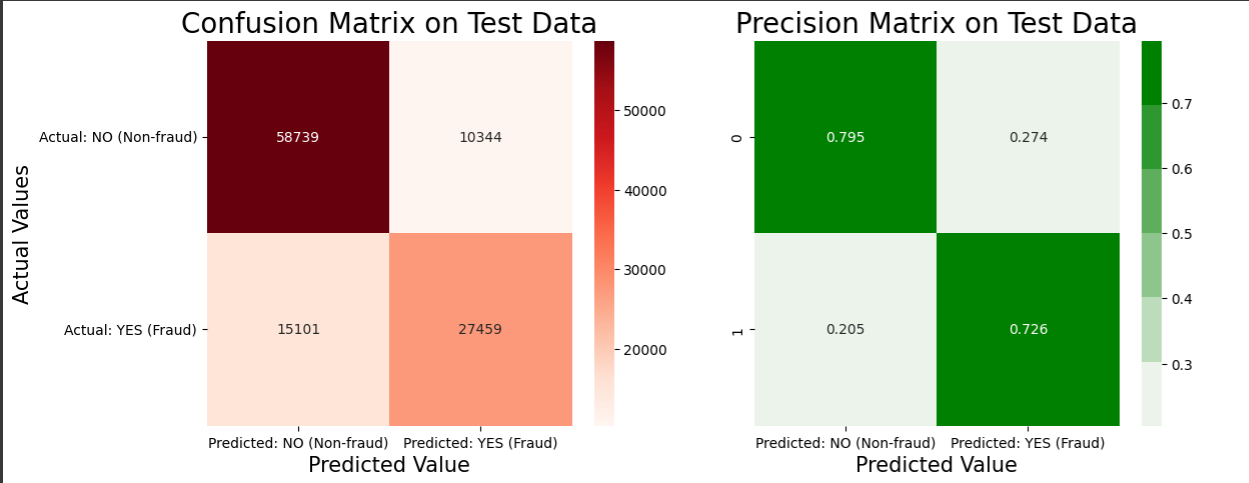 Confusion Matrix on Test Data
Actual Values
Actual: NO (Non-fraud)
58739
10344
Actual: YES (Fraud)
15101
27459
Predicted: NO (Non-fraud)
Predicted: YES (Fraud)
Predicted Value
50000
40000
30000
20000
Precision Matrix on Test Data
0
0.795
0.274
1
0.205
0.726
Predicted: NO (Non-fraud)
Predicted: YES (Fraud)
Predicted Value
0.7
0.6
0.5
0.4
0.3